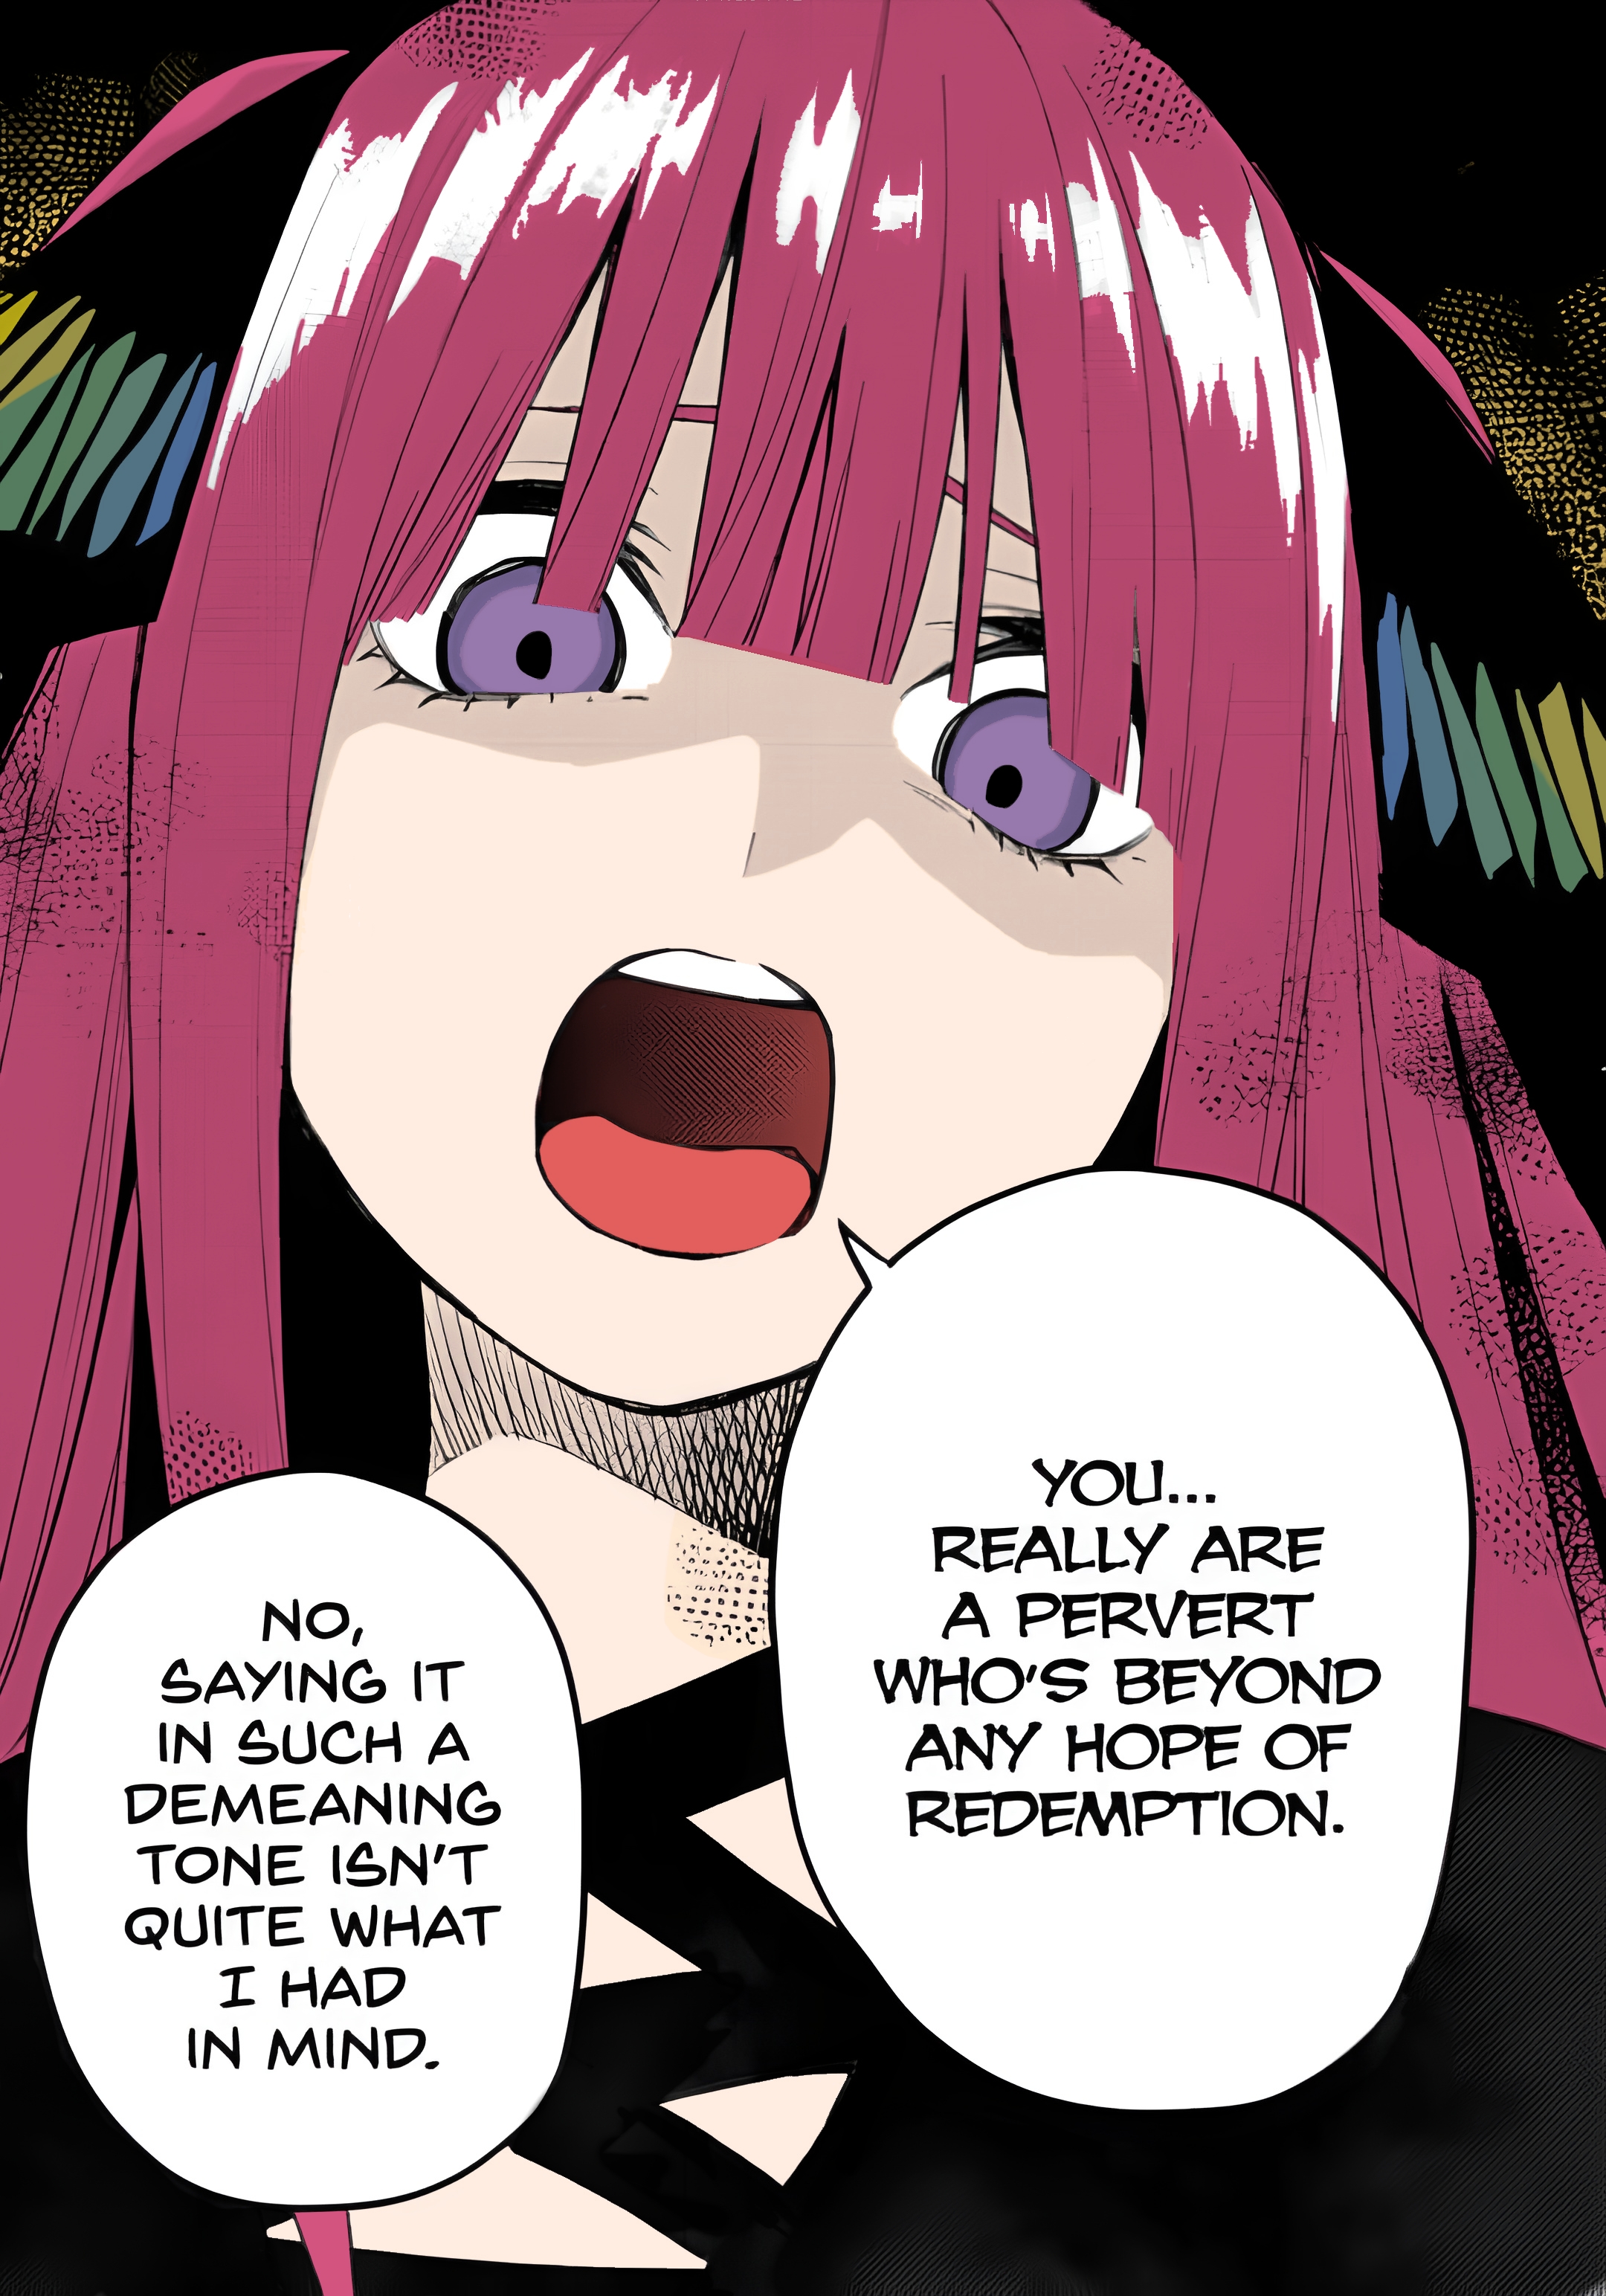 YOU...
REALLY ARE
A PERVERT
WHO'S BEYOND
ANY HOPE OF
REDEMPTION.
NO,
SAYING IT
IN SUCH A
DEMEANING
TONE ISN'T
QUITE WHAT
I HAD
IN MIND.